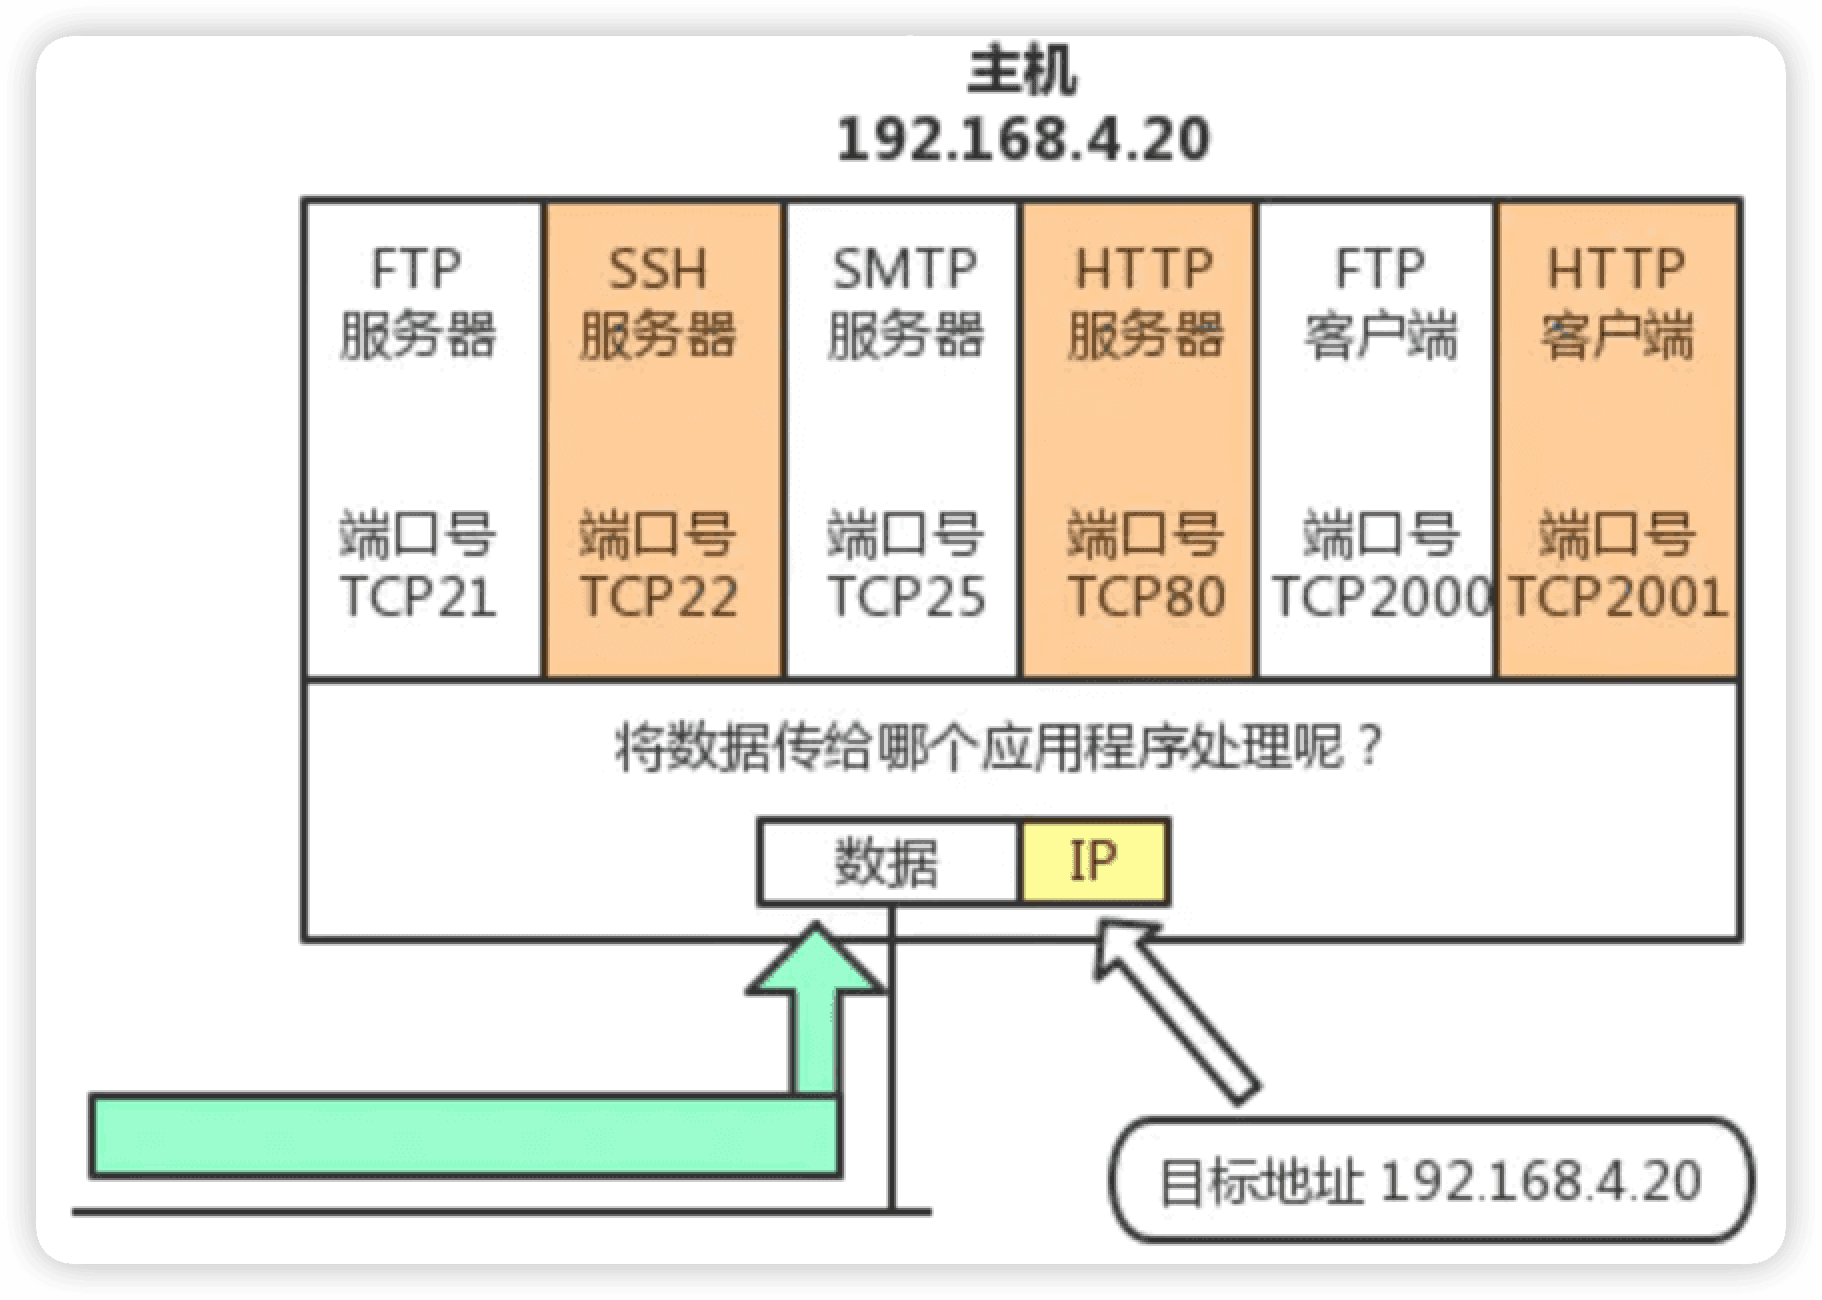 主机
192.168.4.20
FTP
服务器
端口号
TCP21
SSH
服务器
端口号
TCP22
SMTP
服务器
端口号
TCP25
HTTP
服务器
端口号
TCP80
FTP
客户端
端口号
TCP2000
HTTP
客户端
端口号
TCP2001
将数据传给哪个应用程序处理呢？
数据
IP
目标地址 192.168.4.20